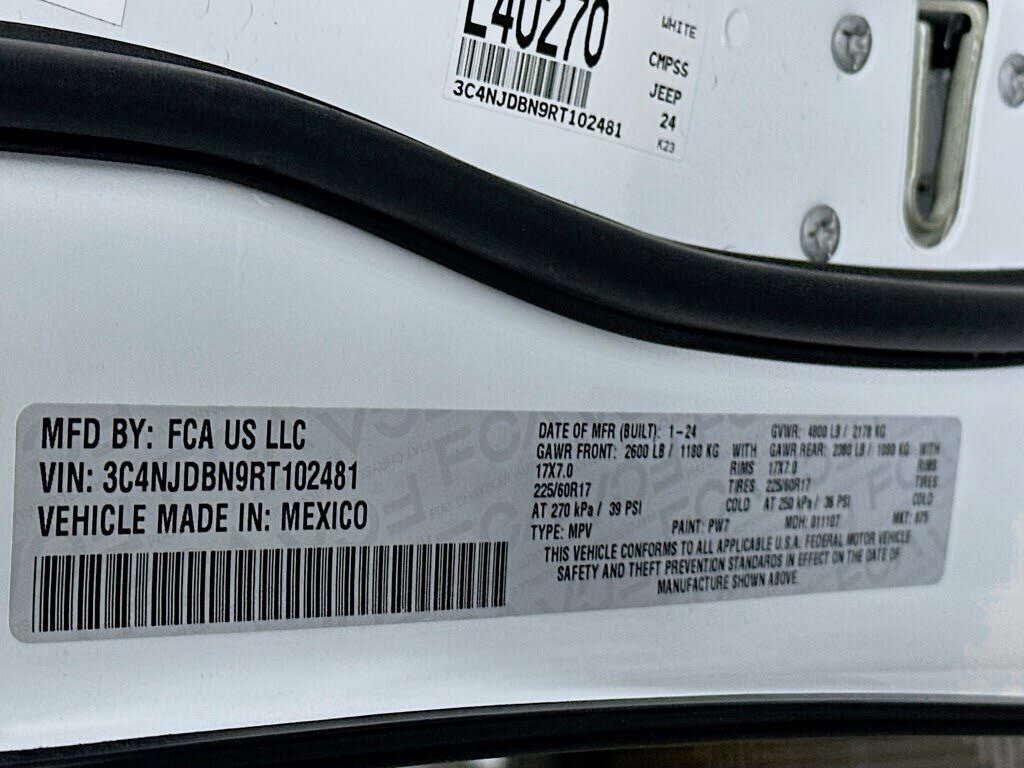 L40270
WHITE
CMPSS
JEEP
24
K23
3C4NJDBN9RT102481
MFD BY: FCA US LLC
VIN: 3C4NJDBN9RT102481
VEHICLE MADE IN: MEXICO
DATE OF MFR (BUILT): 1-24 GVWR: 4800 LB / 2178 KG
GAWR FRONT: 2600 LB / 1180 KG WITH GAWR REAR: 2380 LB / 1080 KG WITH
17X7.0 RIMS 17X7.0 RIMS
225/60R17 TIRES 225/60R17 TIRES
AT 270 kPa / 39 PSI COLD AT 250 kPa / 36 PSI COLD
TYPE: MPV PAINT: PW7 MDH: 011107 MKT: 875
THIS VEHICLE CONFORMS TO ALL APPLICABLE U.S.A. FEDERAL MOTOR VEHICLE
SAFETY AND THEFT PREVENTION STANDARDS IN EFFECT ON THE DATE OF
MANUFACTURE SHOWN ABOVE.